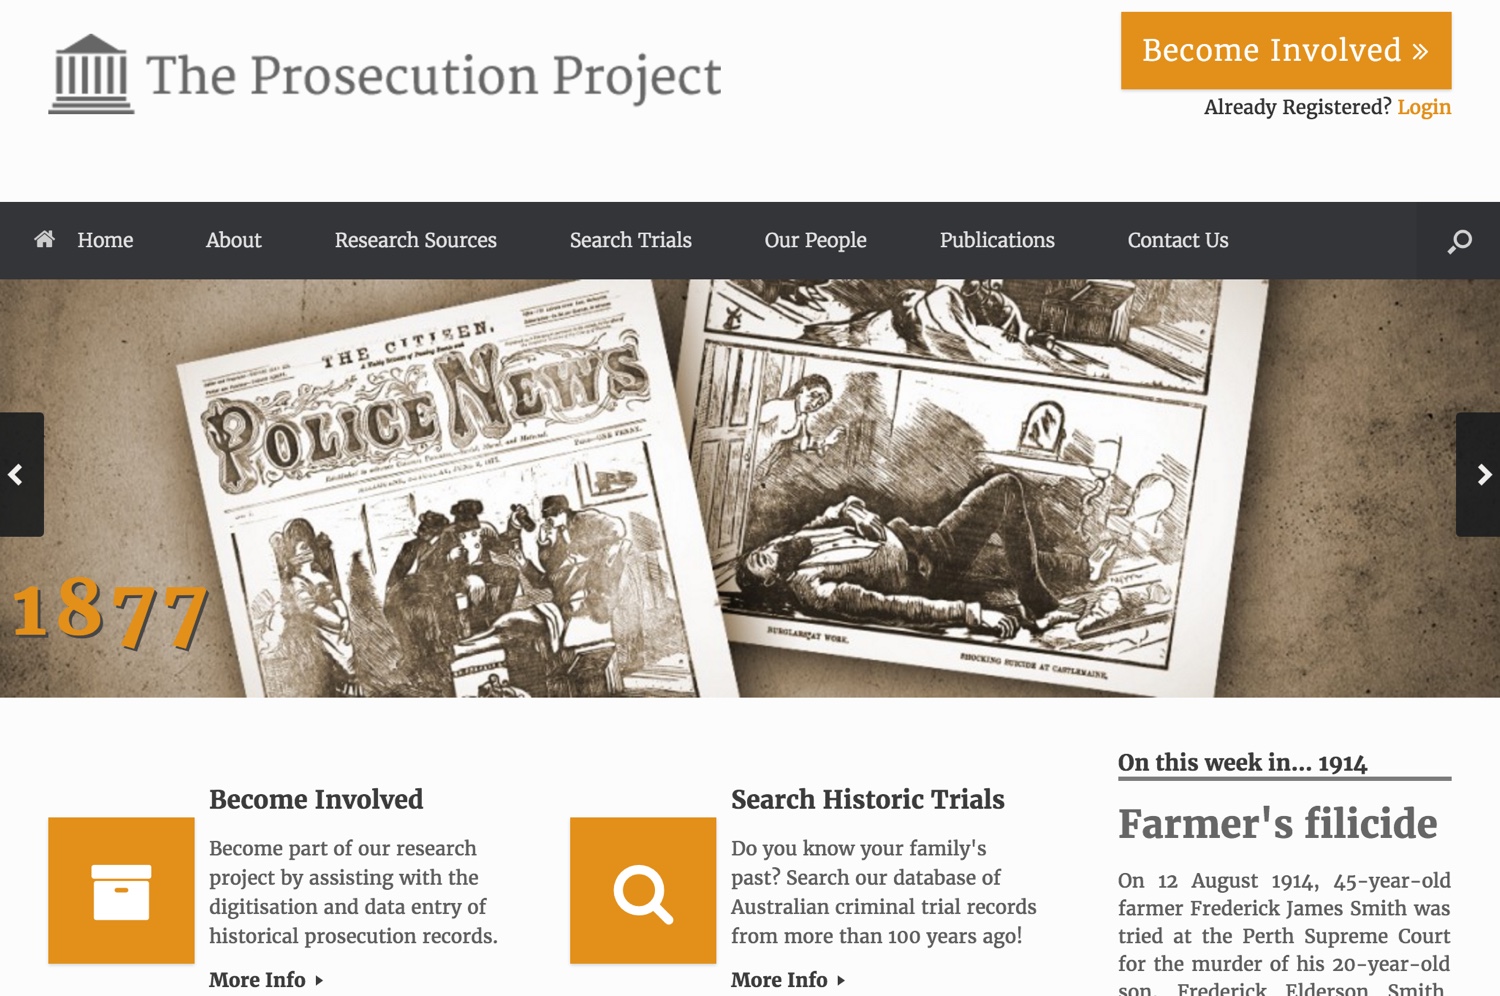 The Prosecution Project
Become Involved »
Already Registered? Login
Home
About
Research Sources
Search Trials
Our People
Publications
Contact Us
THE CITIZEN.
POLICE NEWS
BURGLARS AT WORK.
SHOCKING SUICIDE AT CASTLEMAINE.
1877
Become Involved
Become part of our research
project by assisting with the
digitisation and data entry of
historical prosecution records.
More Info
Search Historic Trials
Do you know your family's
past? Search our database of
Australian criminal trial records
from more than 100 years ago!
More Info
On this week in... 1914
Farmer's filicide
On 12 August 1914, 45-year-old
farmer Frederick James Smith was
tried at the Perth Supreme Court
for the murder of his 20-year-old
son, Frederick Elderson Smith.